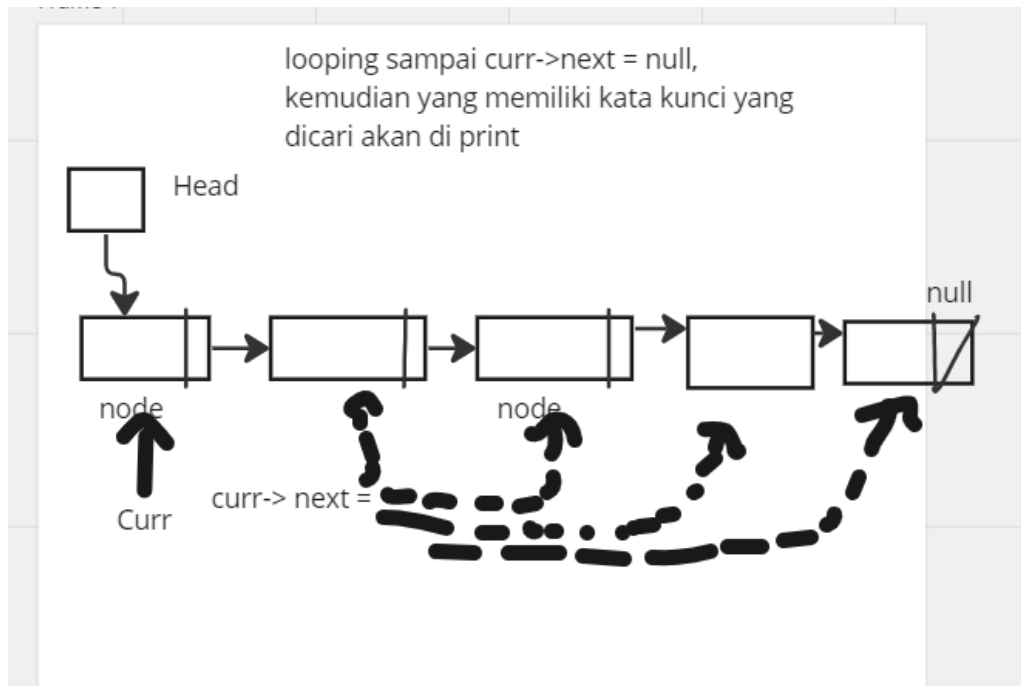 looping sampai curr->next = null,
kemudian yang memiliki kata kunci yang
dicari akan di print
Head
null
node
node
curr-> next =
Curr